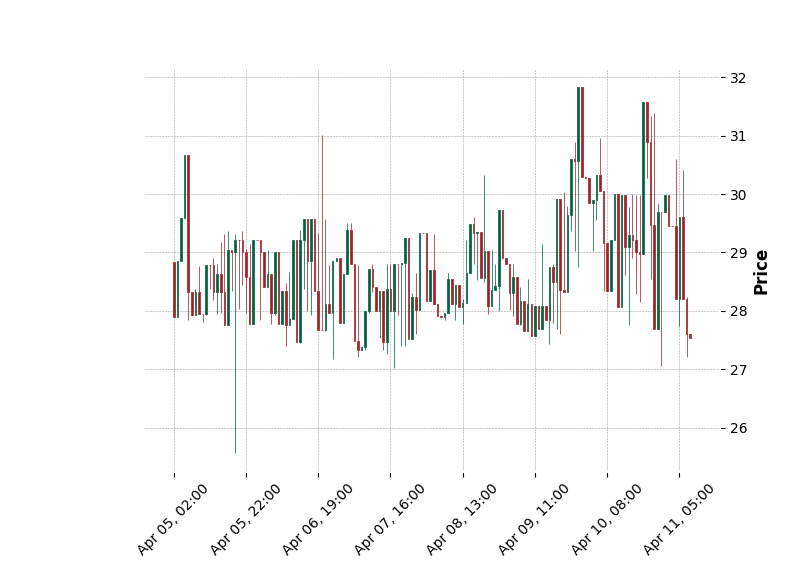 32
31
30
29
28
27
26
Price
Apr 05, 02:00
Apr 05, 22:00
Apr 06, 19:00
Apr 07, 16:00
Apr 08, 13:00
Apr 09, 11:00
Apr 10, 08:00
Apr 11, 05:00